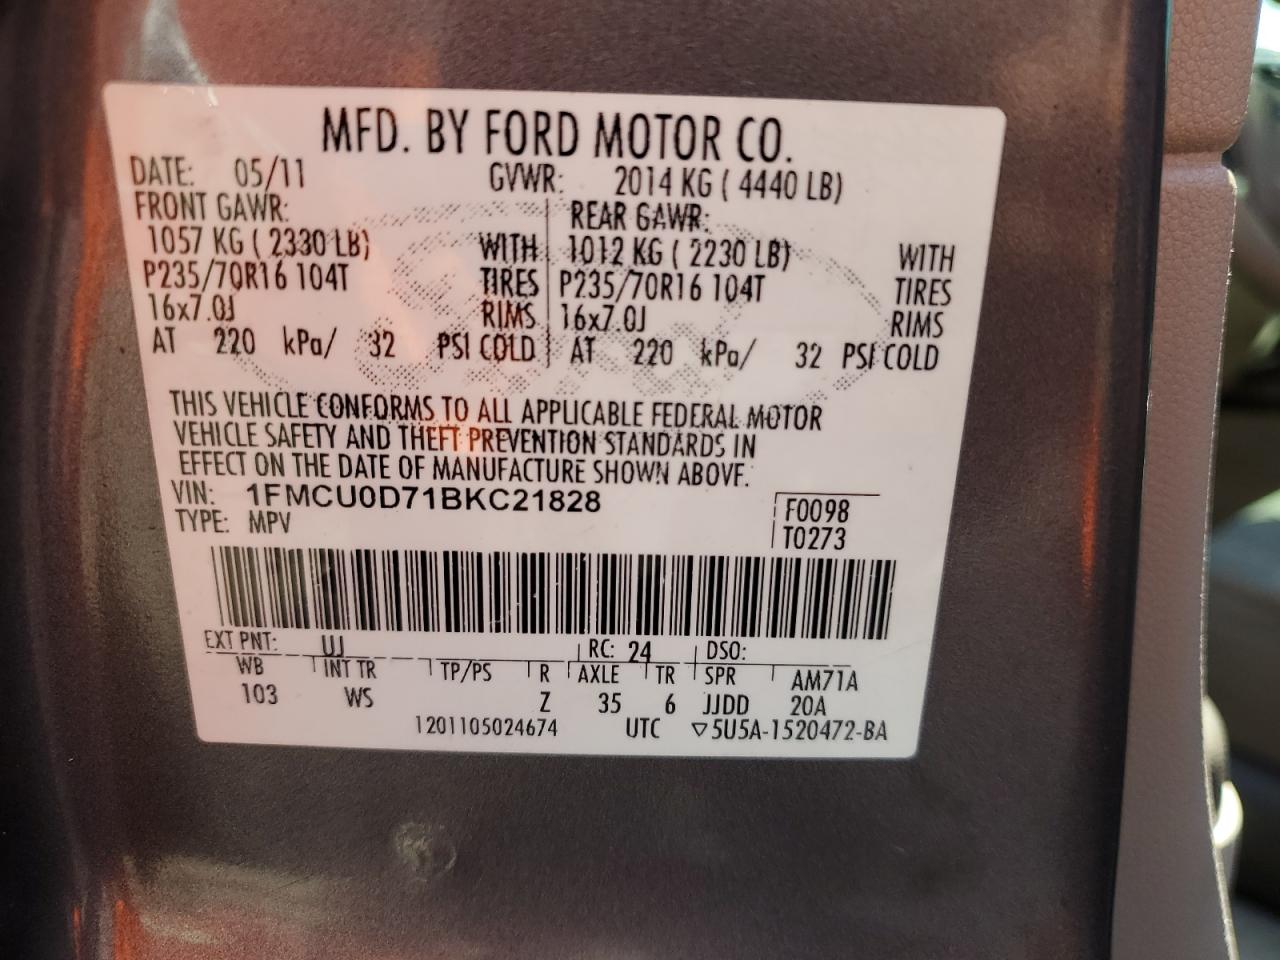 MFD. BY FORD MOTOR CO.
DATE: 05/11 GVWR: 2014 KG ( 4440 LB)
FRONT GAWR: REAR GAWR:
1057 KG ( 2330 LB) WITH 1012 KG ( 2230 LB) WITH
P235/70R16 104T TIRES P235/70R16 104T TIRES
16x7.0J RIMS 16x7.0J RIMS
AT 220 kPa/ 32 PSI COLD AT 220 kPa/ 32 PSI COLD
THIS VEHICLE CONFORMS TO ALL APPLICABLE FEDERAL MOTOR
VEHICLE SAFETY AND THEFT PREVENTION STANDARDS IN
EFFECT ON THE DATE OF MANUFACTURE SHOWN ABOVE.
VIN: 1FMCU0D71BKC21828 F0098
TYPE: MPV T0273
EXT PNT: UJ RC: 24 DSO:
WB INT TR TP/PS R AXLE TR SPR AM71A
103 WS Z 35 6 JJDD 20A
1201105024674 UTC ▽5U5A-1520472-BA